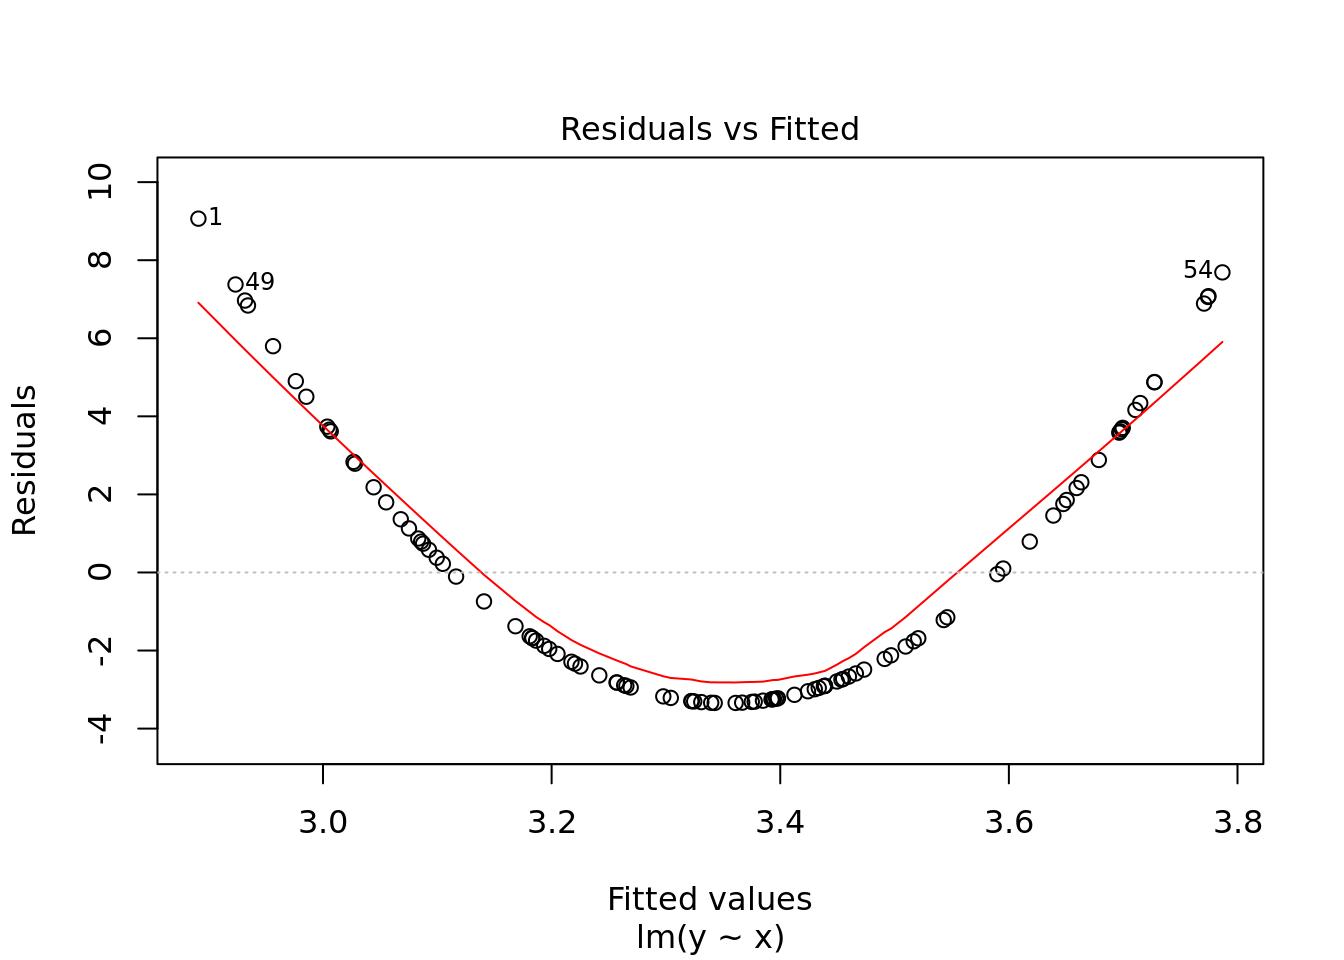 Residuals vs Fitted
10
8
6
4
2
0
-2
-4
Residuals
1
49
54
3.0 3.2 3.4 3.6 3.8
Fitted values
lm(y ~ x)